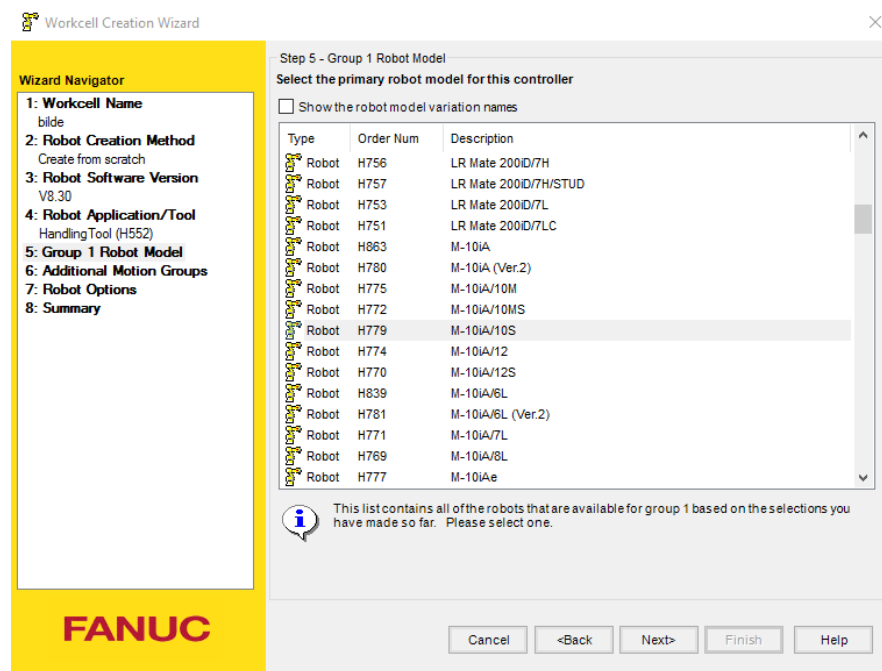 Workcell Creation Wizard
Wizard Navigator
1: Workcell Name
bilde
2: Robot Creation Method
Create from scratch
3: Robot Software Version
V8.30
4: Robot Application/Tool
HandlingTool (H552)
5: Group 1 Robot Model
6: Additional Motion Groups
7: Robot Options
8: Summary
FANUC
Step 5 - Group 1 Robot Model
Select the primary robot model for this controller
Show the robot model variation names
Type Order Num Description
Robot H756 LR Mate 200iD/7H
Robot H757 LR Mate 200iD/7H/STUD
Robot H753 LR Mate 200iD/7L
Robot H751 LR Mate 200iD/7LC
Robot H863 M-10iA
Robot H780 M-10iA (Ver.2)
Robot H775 M-10iA/10M
Robot H772 M-10iA/10MS
Robot H779 M-10iA/10S
Robot H774 M-10iA/12
Robot H770 M-10iA/12S
Robot H839 M-10iA/6L
Robot H781 M-10iA/6L (Ver.2)
Robot H771 M-10iA/7L
Robot H769 M-10iA/8L
Robot H777 M-10iAe
This list contains all of the robots that are available for group 1 based on the selections you
have made so far. Please select one.
Cancel <Back Next> Finish Help